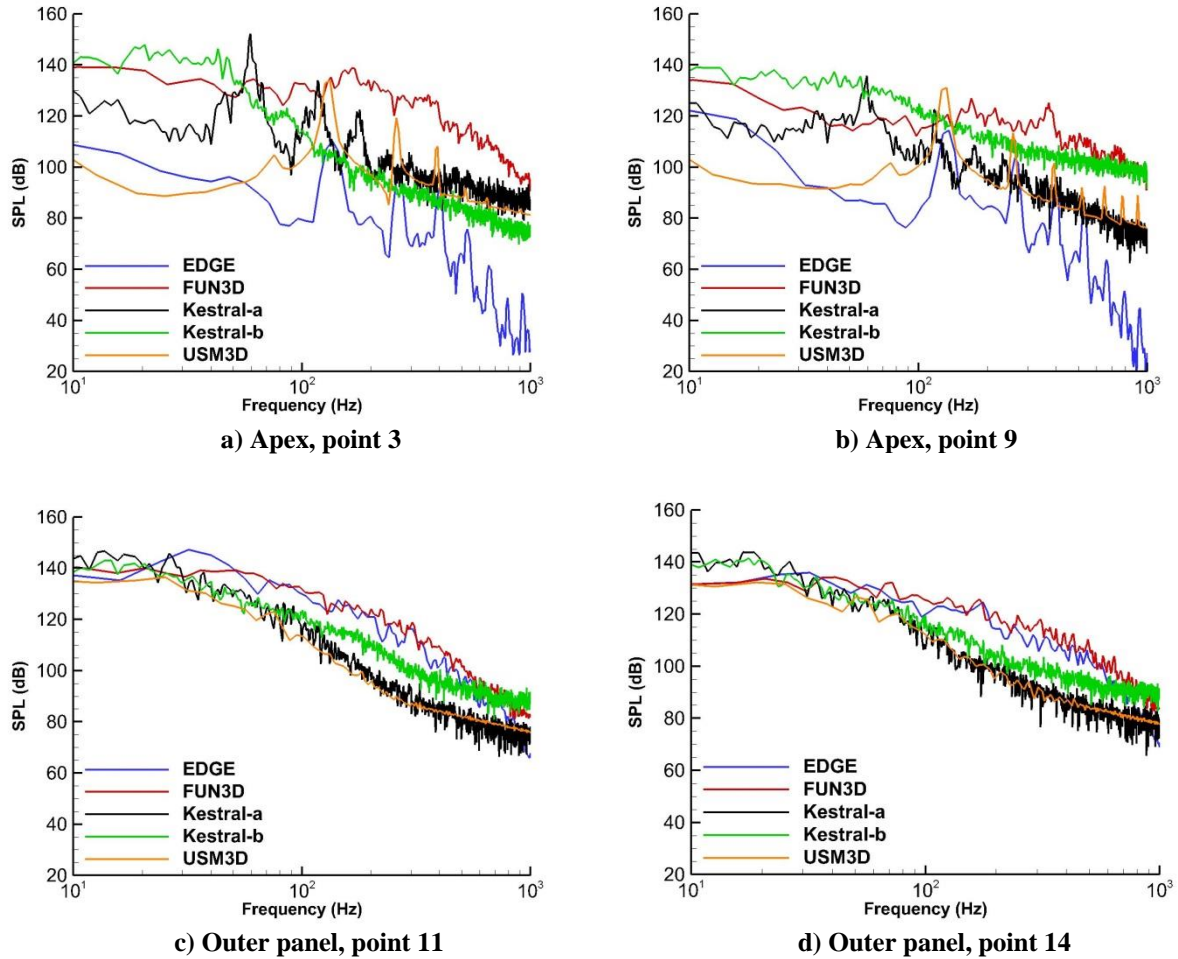 160
140
120
100
80
60
40
20
SPL (dB)
EDGE
FUN3D
Kestral-a
Kestral-b
USM3D
10¹ 10² 10³
Frequency (Hz)
a) Apex, point 3
160
140
120
100
80
60
40
20
SPL (dB)
EDGE
FUN3D
Kestral-a
Kestral-b
USM3D
10¹ 10² 10³
Frequency (Hz)
b) Apex, point 9
160
140
120
100
80
60
40
20
SPL (dB)
EDGE
FUN3D
Kestral-a
Kestral-b
USM3D
10¹ 10² 10³
Frequency (Hz)
c) Outer panel, point 11
160
140
120
100
80
60
40
20
SPL (dB)
EDGE
FUN3D
Kestral-a
Kestral-b
USM3D
10¹ 10² 10³
Frequency (Hz)
d) Outer panel, point 14